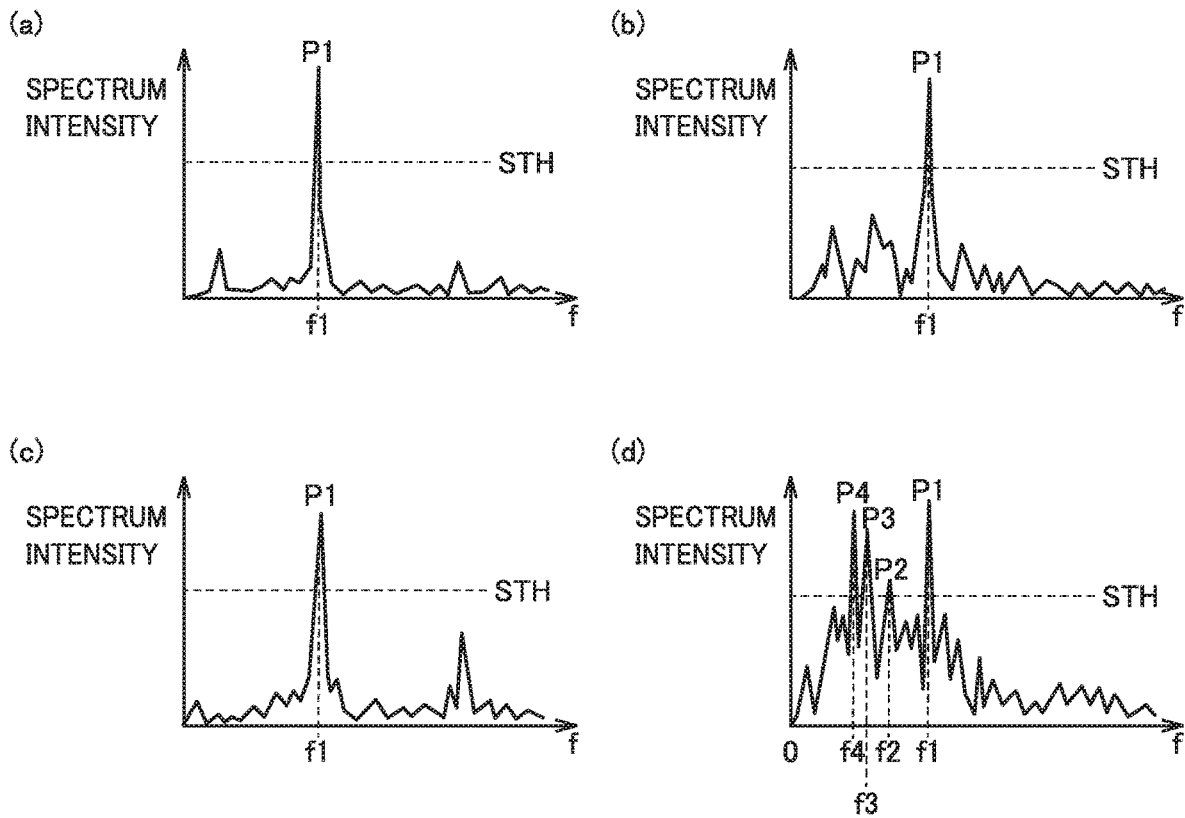 (a)
P1
SPECTRUM
INTENSITY
STH
f1
f
(b)
P1
SPECTRUM
INTENSITY
STH
f1
f
(c)
P1
SPECTRUM
INTENSITY
STH
f1
f
(d)
P4
P1
P3
SPECTRUM
INTENSITY
P2
STH
0
f4
f2
f1
f
f3